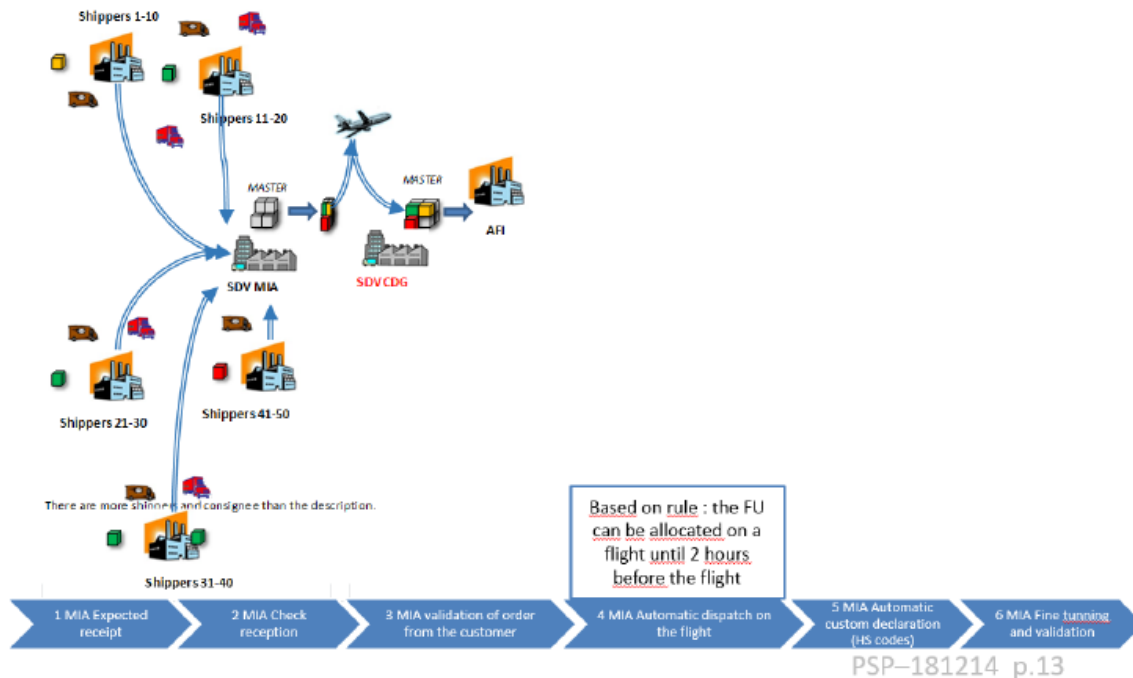 Shippers 1-10
Shippers 11-20
MASTER
MASTER
AFI
SDV MIA
SDV CDG
Shippers 21-30
Shippers 41-50
There are more shippers and consignee than the description.
Shippers 31-40
Based on rule : the FU
can be allocated on a
flight until 2 hours
before the flight
1 MIA Expected
receipt
2 MIA Check
reception
3 MIA validation of order
from the customer
4 MIA Automatic dispatch on
the flight
5 MIA Automatic
custom declaration
(HS codes)
6 MIA Fine tunning
and validation
PSP–181214 p.13